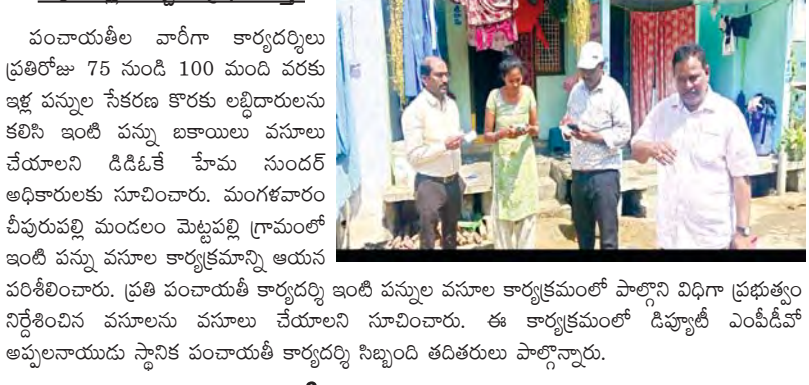 పంచాయతీల వారీగా కార్యదర్శిలు
ప్రతిరోజు 75 నుండి 100 మంది వరకు
ఇళ్ల పన్నుల సేకరణ కొరకు లబ్ధిదారులను
కలిసి ఇంటి పన్ను బకాయిలు వసూలు
చేయాలని డిడిఓకే హేమ సుందర్
అధికారులకు సూచించారు. మంగళవారం
చీపురుపల్లి మండలం మెట్టపల్లి గ్రామంలో
ఇంటి పన్ను వసూల కార్యక్రమాన్ని ఆయన
పరిశీలించారు. ప్రతి పంచాయతీ కార్యదర్శి ఇంటి పన్నుల వసూల కార్యక్రమంలో పాల్గొని విధిగా ప్రభుత్వం
నిర్దేశించిన వసూలను వసూలు చేయాలని సూచించారు. ఈ కార్యక్రమంలో డిప్యూటీ ఎంపీడీవో
అప్పలనాయుడు స్థానిక పంచాయతీ కార్యదర్శి సిబ్బంది తదితరులు పాల్గొన్నారు.